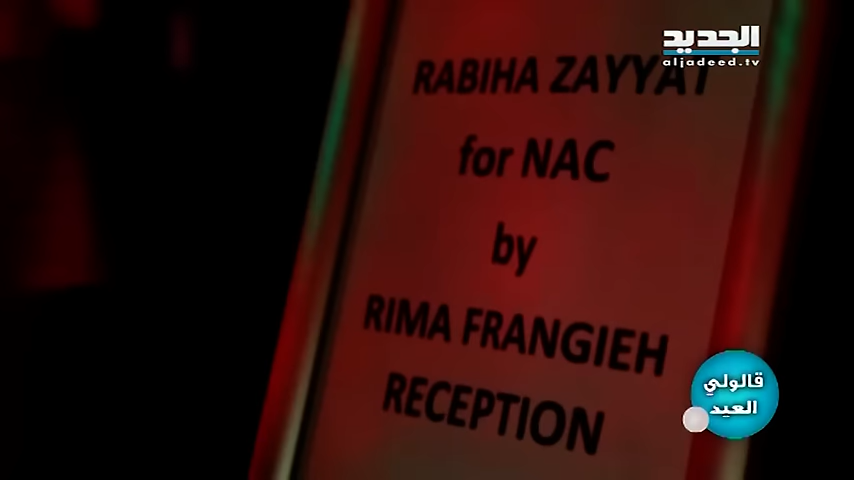 الجديد
aljadeed.tv
RABIHA ZAYYAT
for NAC
by
RIMA FRANGIEH
RECEPTION
قالولي
العيد